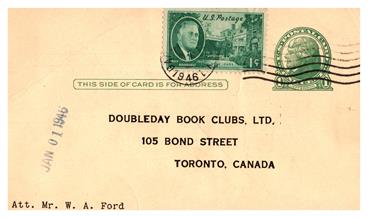 U.S. Postage
1¢
1946
THIS SIDE OF CARD IS FOR ADDRESS
JAN 01 1946
DOUBLEDAY BOOK CLUBS, LTD.
105 BOND STREET
TORONTO, CANADA
Att. Mr. W. A. Ford